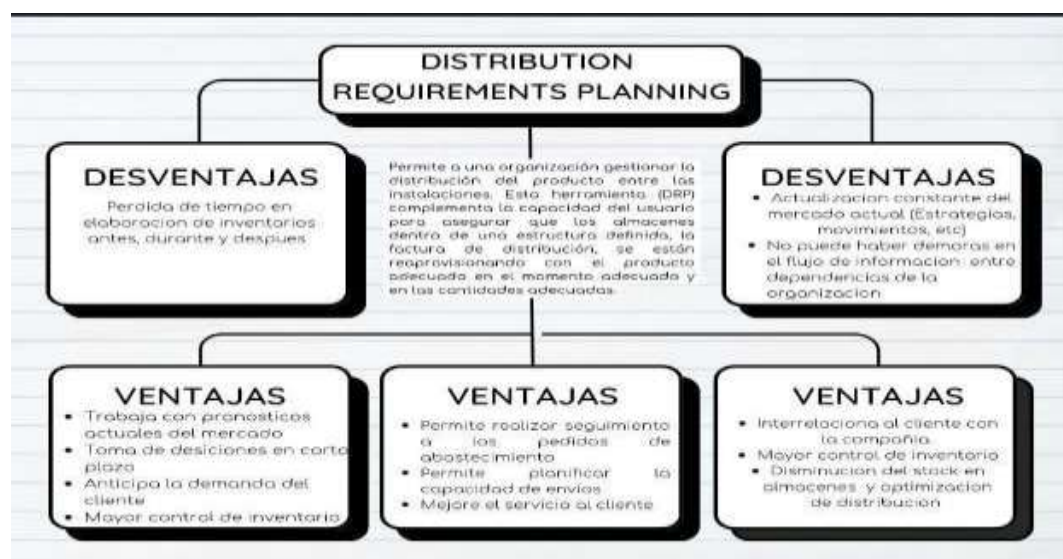 DISTRIBUTION
REQUIREMENTS PLANNING
DESVENTAJAS
Perdida de tiempo en
elaboracion de inventarios
antes, durante y despues
Permite a una organización gestionar la
distribución del producto entre las
instalaciones. Esta herramienta (DRP)
complementa la capacidad del usuario
para asegurar que los almacenes
dentro de una estructura definida, la
factura de distribución, se están
reaprovisionando con el producto
adecuado en el momento adecuado y
en las cantidades adecuadas.
DESVENTAJAS
• Actualizacion constante del
mercado actual (Estrategias,
movimientos, etc)
• No puede haber demoras en
el flujo de informacion entre
dependencias de la
organizacion
VENTAJAS
• Trabaja con pronosticos
actuales del mercado
• Toma de desiciones en corto
plazo
• Anticipa la demanda del
cliente
• Mayor control de inventario
VENTAJAS
• Permite realizar seguimiento
a los pedidos de
abastecimiento
• Permite planificar la
capacidad de envios
• Mejore el servicio al cliente
VENTAJAS
• Interrelaciona al cliente con
la compañia
• Mayor control de inventario
• Disminucion del stock en
almacenes y optimizacion
de distribucion